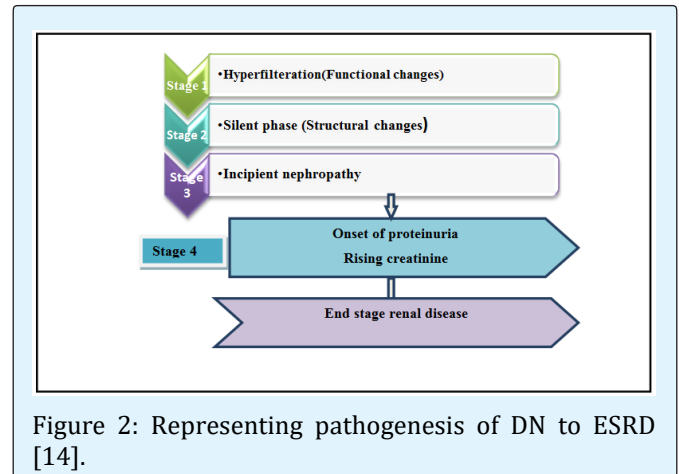 Stage 1
•Hyperfilteration(Functional changes)
Stage 2
•Silent phase (Structural changes)
Stage
3
•Incipient nephropathy
Stage 4
Onset of proteinuria
Rising creatinine
End stage renal disease
Figure 2: Representing pathogenesis of DN to ESRD
[14].